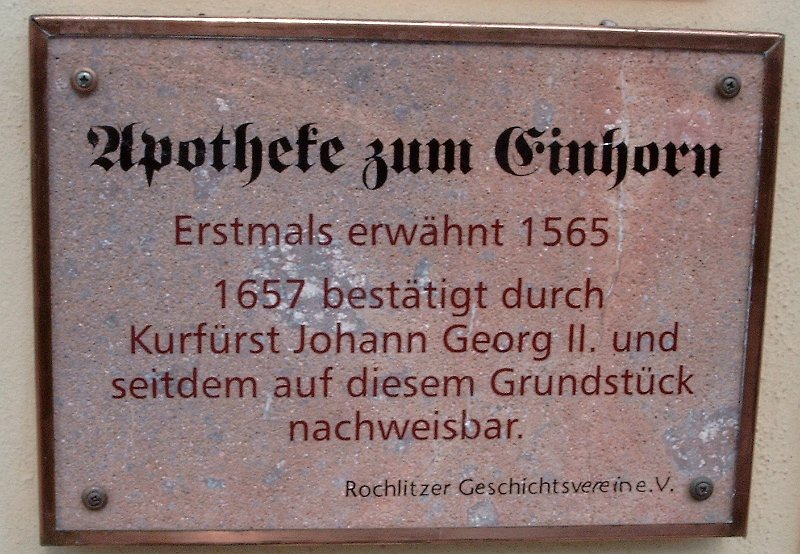 Apotheke zum Einhorn
Erstmals erwähnt 1565
1657 bestätigt durch
Kurfürst Johann Georg II. und
seitdem auf diesem Grundstück
nachweisbar.
Rochlitzer Geschichtsverein e.V.